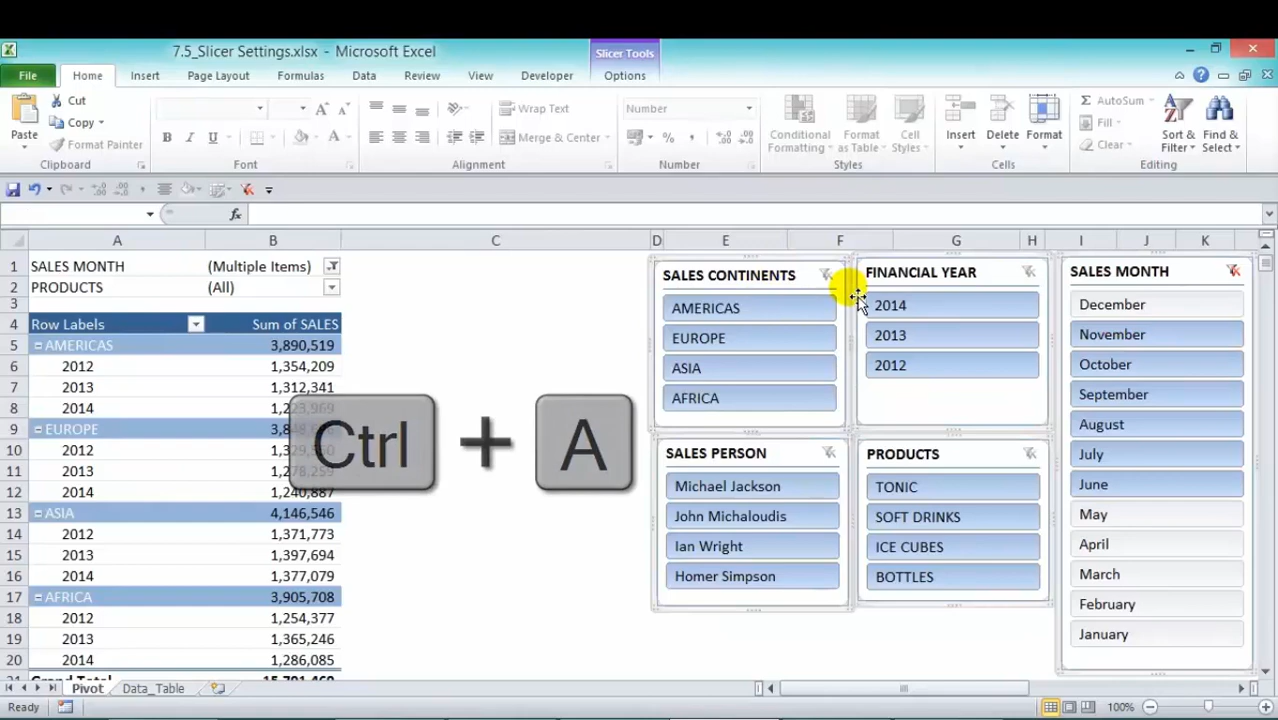 7.5_Slicer Settings.xlsx - Microsoft Excel
Slicer Tools
File Home Insert Page Layout Formulas Data Review View Developer Options
Paste
Cut
Copy
Format Painter
Clipboard
B I U
A A
A
Font
Wrap Text
Merge & Center
Alignment
Number
%
Number
Conditional Formatting
Format as Table
Cell Styles
Styles
Insert
Delete
Format
Cells
Σ AutoSum
Fill
Clear
Sort & Filter
Find & Select
Editing
fx
A B C D E F G H I J K
1 SALES MONTH (Multiple Items)
2 PRODUCTS (All)
3
4 Row Labels Sum of SALES
5 AMERICAS 3,890,519
6 2012 1,354,209
7 2013 1,312,341
8 2014 1,223,969
9 EUROPE
10 2012
11 2013
12 2014 1,240,887
13 ASIA 4,146,546
14 2012 1,371,773
15 2013 1,397,694
16 2014 1,377,079
17 AFRICA 3,905,708
18 2012 1,254,377
19 2013 1,365,246
20 2014 1,286,085
Ctrl + A
SALES CONTINENTS
AMERICAS
EUROPE
ASIA
AFRICA
FINANCIAL YEAR
2014
2013
2012
SALES PERSON
Michael Jackson
John Michaloudis
Ian Wright
Homer Simpson
PRODUCTS
TONIC
SOFT DRINKS
ICE CUBES
BOTTLES
SALES MONTH
December
November
October
September
August
July
June
May
April
March
February
January
Pivot Data_Table
Ready
100%